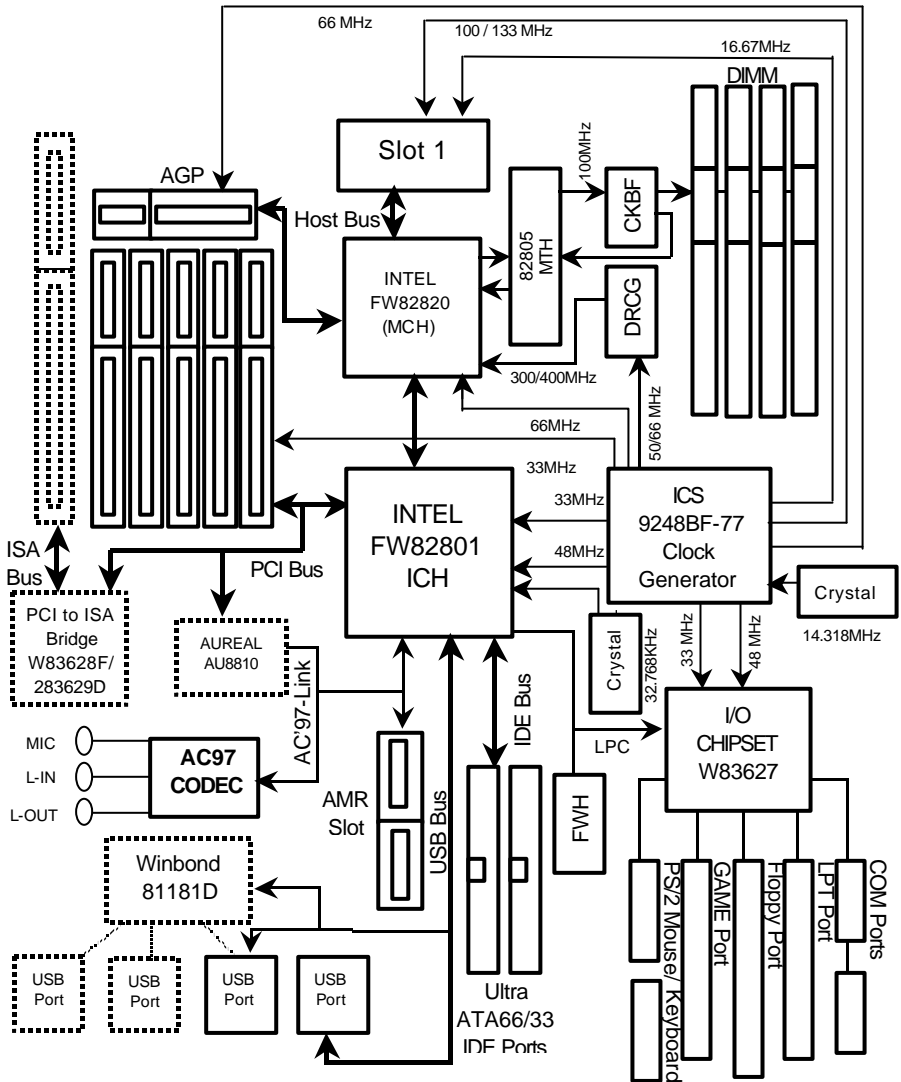 66 MHz
100 / 133 MHz
16.67MHz
DIMM
Slot 1
AGP
Host Bus
100MHz
CKBF
82805
MTH
INTEL
FW82820
(MCH)
DRCG
300/400MHz
50/66 MHz
66MHz
33MHz
ICS
9248BF-77
Clock
Generator
INTEL
FW82801
ICH
33MHz
48MHz
ISA
Bus
PCI Bus
Crystal
14.318MHz
PCI to ISA
Bridge
W83628F/
283629D
AUREAL
AU8810
Crystal
32.768KHz
33 MHz
48 MHz
AC'97-Link
IDE Bus
LPC
I/O
CHIPSET
W83627
MIC
L-IN
L-OUT
AC97
CODEC
AMR
Slot
USB Bus
FWH
Winbond
81181D
PS/2 Mouse/ Keyboard
GAME Port
Floppy Port
LPT Port
COM Ports
USB
Port
USB
Port
USB
Port
USB
Port
Ultra
ATA66/33
IDE Ports